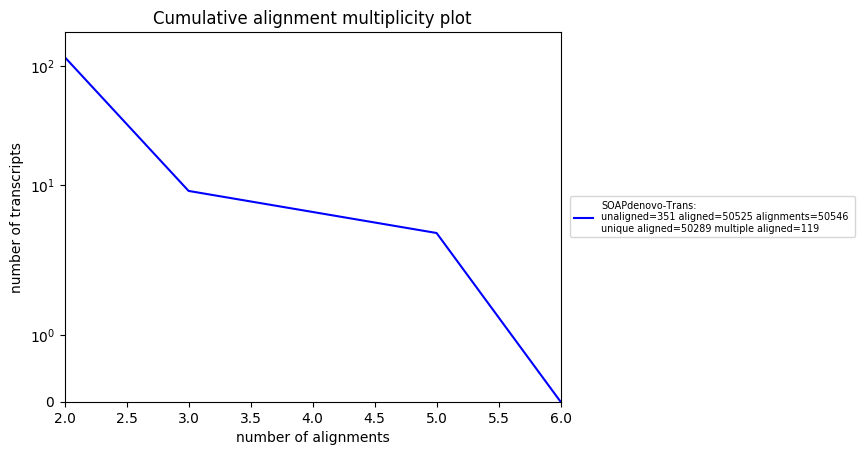 Cumulative alignment multiplicity plot
number of transcripts
10²
10¹
10⁰
0
2.0 2.5 3.0 3.5 4.0 4.5 5.0 5.5 6.0
number of alignments
SOAPdenovo-Trans:
unaligned=351 aligned=50525 alignments=50546
unique aligned=50289 multiple aligned=119